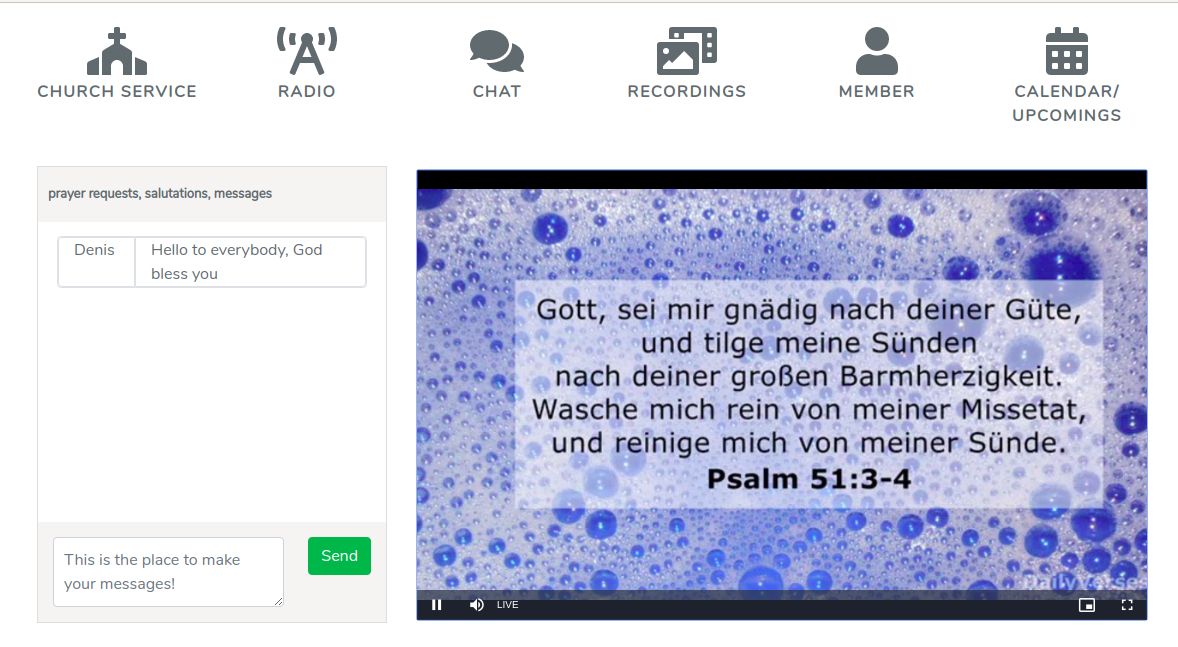 CHURCH SERVICE
RADIO
CHAT
RECORDINGS
MEMBER
CALENDAR/
UPCOMINGS
prayer requests, salutations, messages
Denis
Hello to everybody, God
bless you
This is the place to make
your messages!
Send
Gott, sei mir gnädig nach deiner Güte,
und tilge meine Sünden
nach deiner großen Barmherzigkeit.
Wasche mich rein von meiner Missetat,
und reinige mich von meiner Sünde.
Psalm 51:3-4
DailyVerses
LIVE